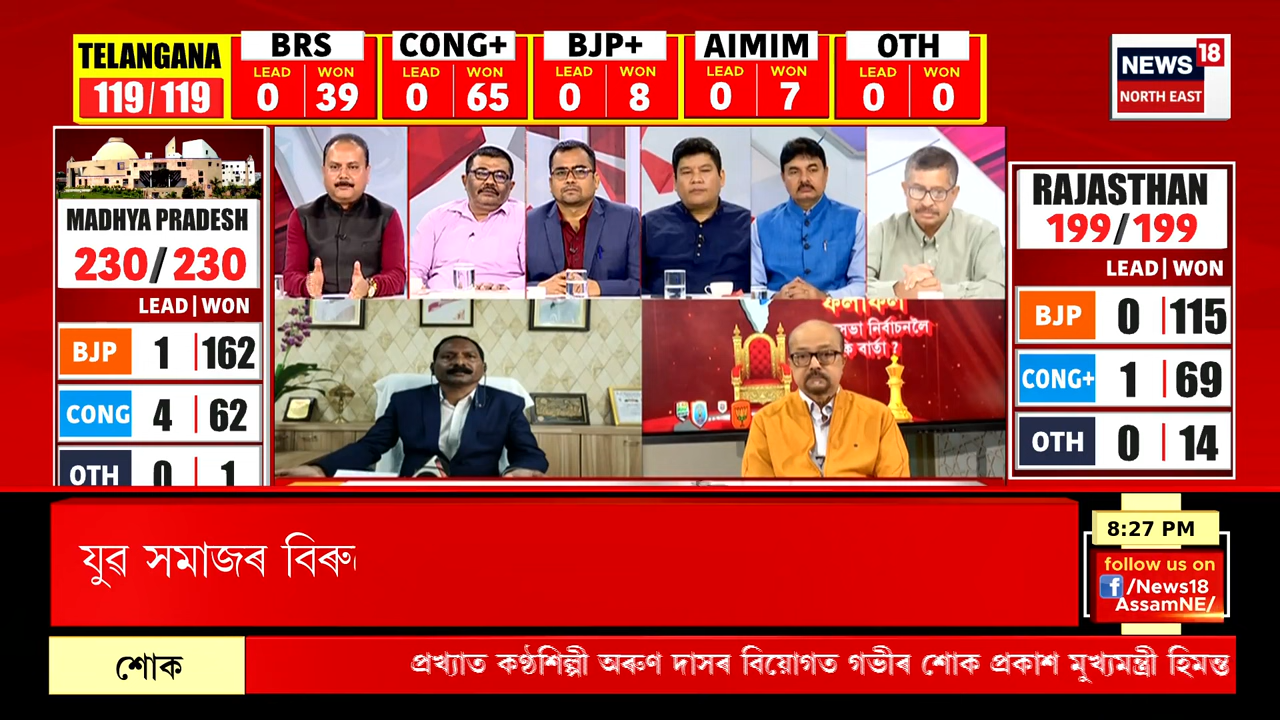 TELANGANA
119/119
BRS
LEAD WON
0 39
CONG+
LEAD WON
0 65
BJP+
LEAD WON
0 8
AIMIM
LEAD WON
0 7
OTH
LEAD WON
0 0
NEWS 18
NORTH EAST
MADHYA PRADESH
230/230
LEAD | WON
BJP 1 162
CONG 4 62
OTH 0 1
ফলাফল
সভা নিৰ্বাচনলৈ
কি বাৰ্তা ?
RAJASTHAN
199/199
LEAD | WON
BJP 0 115
CONG+ 1 69
OTH 0 14
যুৱ সমাজৰ
8:27 PM
follow us on
f/News18
AssamNE/
শোক
প্ৰখ্যাত কণ্ঠশিল্পী অৰুণ দাসৰ বিয়োগত গভীৰ শোক প্ৰকাশ মুখ্যমন্ত্ৰী হিমন্ত